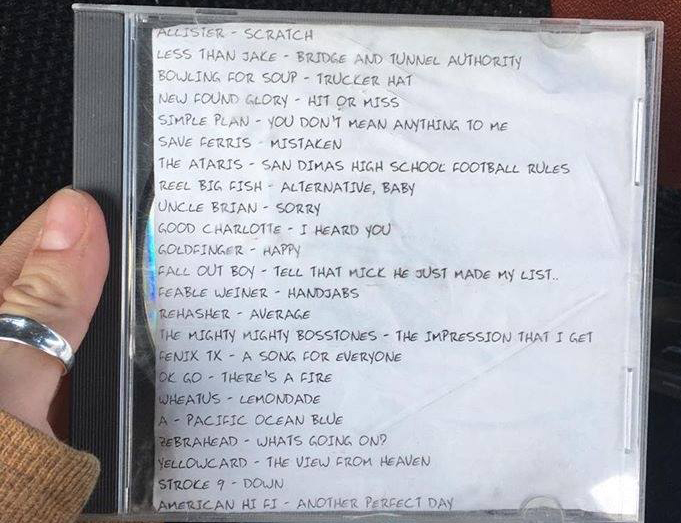 ALLISTER - SCRATCH
LESS THAN JAKE - BRIDGE AND TUNNEL AUTHORITY
BOWLING FOR SOUP - TRUCKER HAT
NEW FOUND GLORY - HIT OR MISS
SIMPLE PLAN - YOU DON'T MEAN ANYTHING TO ME
SAVE FERRIS - MISTAKEN
THE ATARIS - SAN DIMAS HIGH SCHOOL FOOTBALL RULES
REEL BIG FISH - ALTERNATIVE, BABY
UNCLE BRIAN - SORRY
GOOD CHARLOTTE - I HEARD YOU
GOLDFINGER - HAPPY
FALL OUT BOY - TELL THAT MICK HE JUST MADE MY LIST..
FEABLE WEINER - HANDJABS
REHASHER - AVERAGE
THE MIGHTY MIGHTY BOSSTONES - THE IMPRESSION THAT I GET
FENIX TX - A SONG FOR EVERYONE
OK GO - THERE'S A FIRE
WHEATUS - LEMONDADE
A - PACIFIC OCEAN BLUE
ZEBRAHEAD - WHATS GOING ON?
YELLOWCARD - THE VIEW FROM HEAVEN
STROKE 9 - DOWN
AMERICAN HI FI - ANOTHER PERFECT DAY